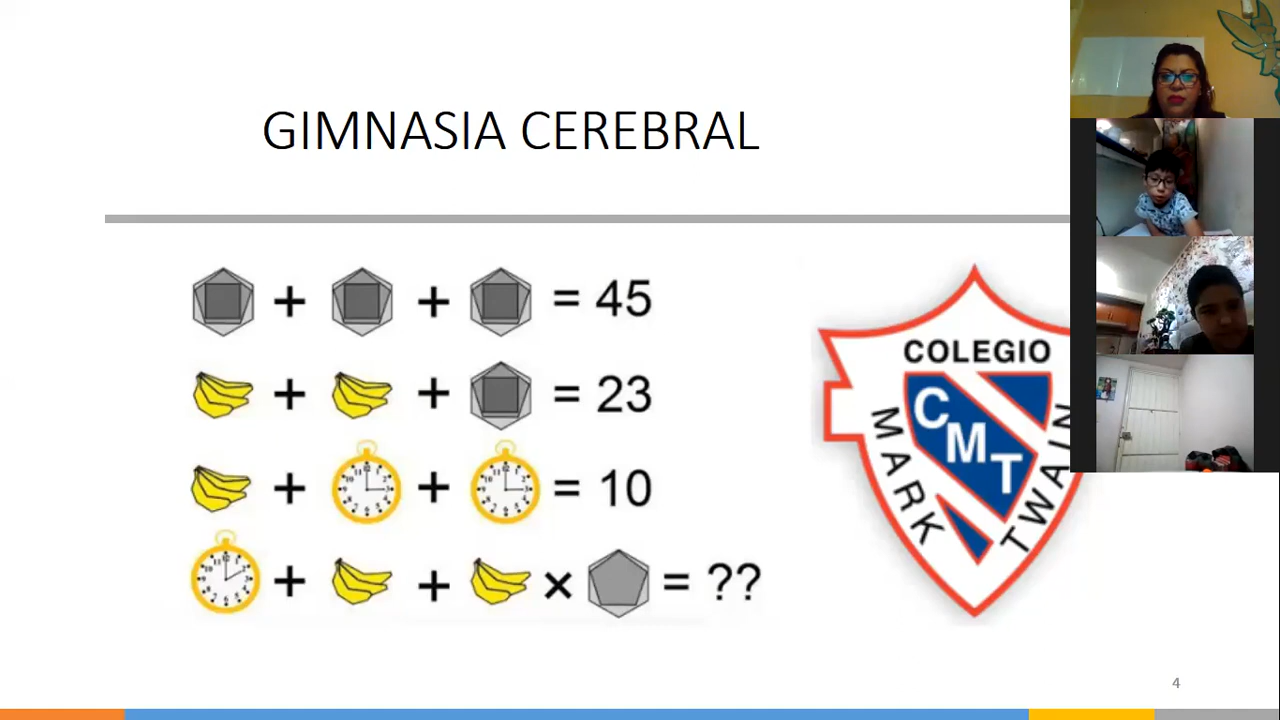 GIMNASIA CEREBRAL
+ + = 45
+ + = 23
+ + = 10
+ + × = ??
COLEGIO
CMT
MARK TWAIN
4